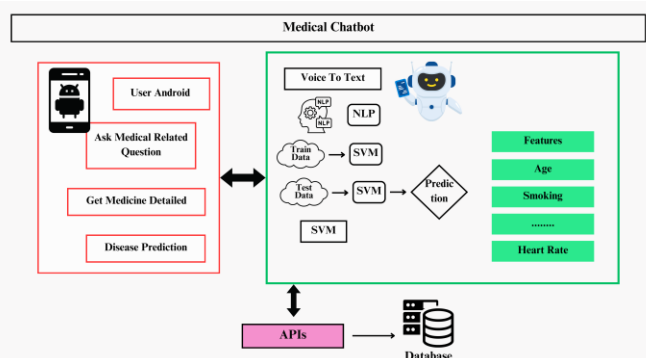 Medical Chatbot
User Android
Ask Medical Related
Question
Get Medicine Detailed
Disease Prediction
Voice To Text
NLP
NLP
NLP
Train
Data
SVM
Test
Data
SVM
Predic
tion
SVM
Features
Age
Smoking
........
Heart Rate
APIs
Database